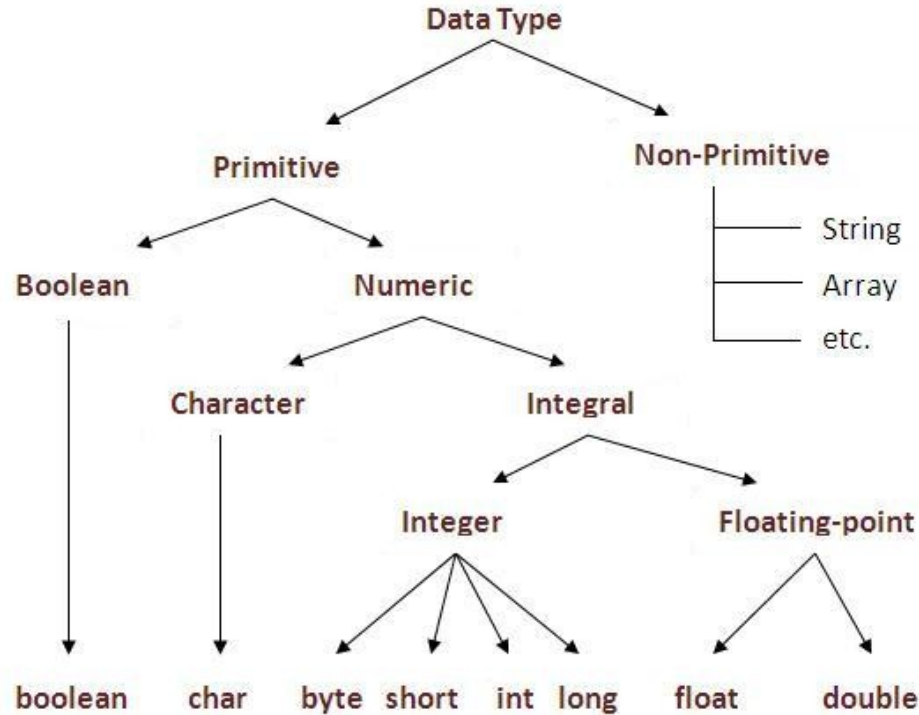 Data Type
Primitive
Non-Primitive
String
Array
etc.
Boolean
Numeric
Character
Integral
Integer
Floating-point
boolean char byte short int long float double